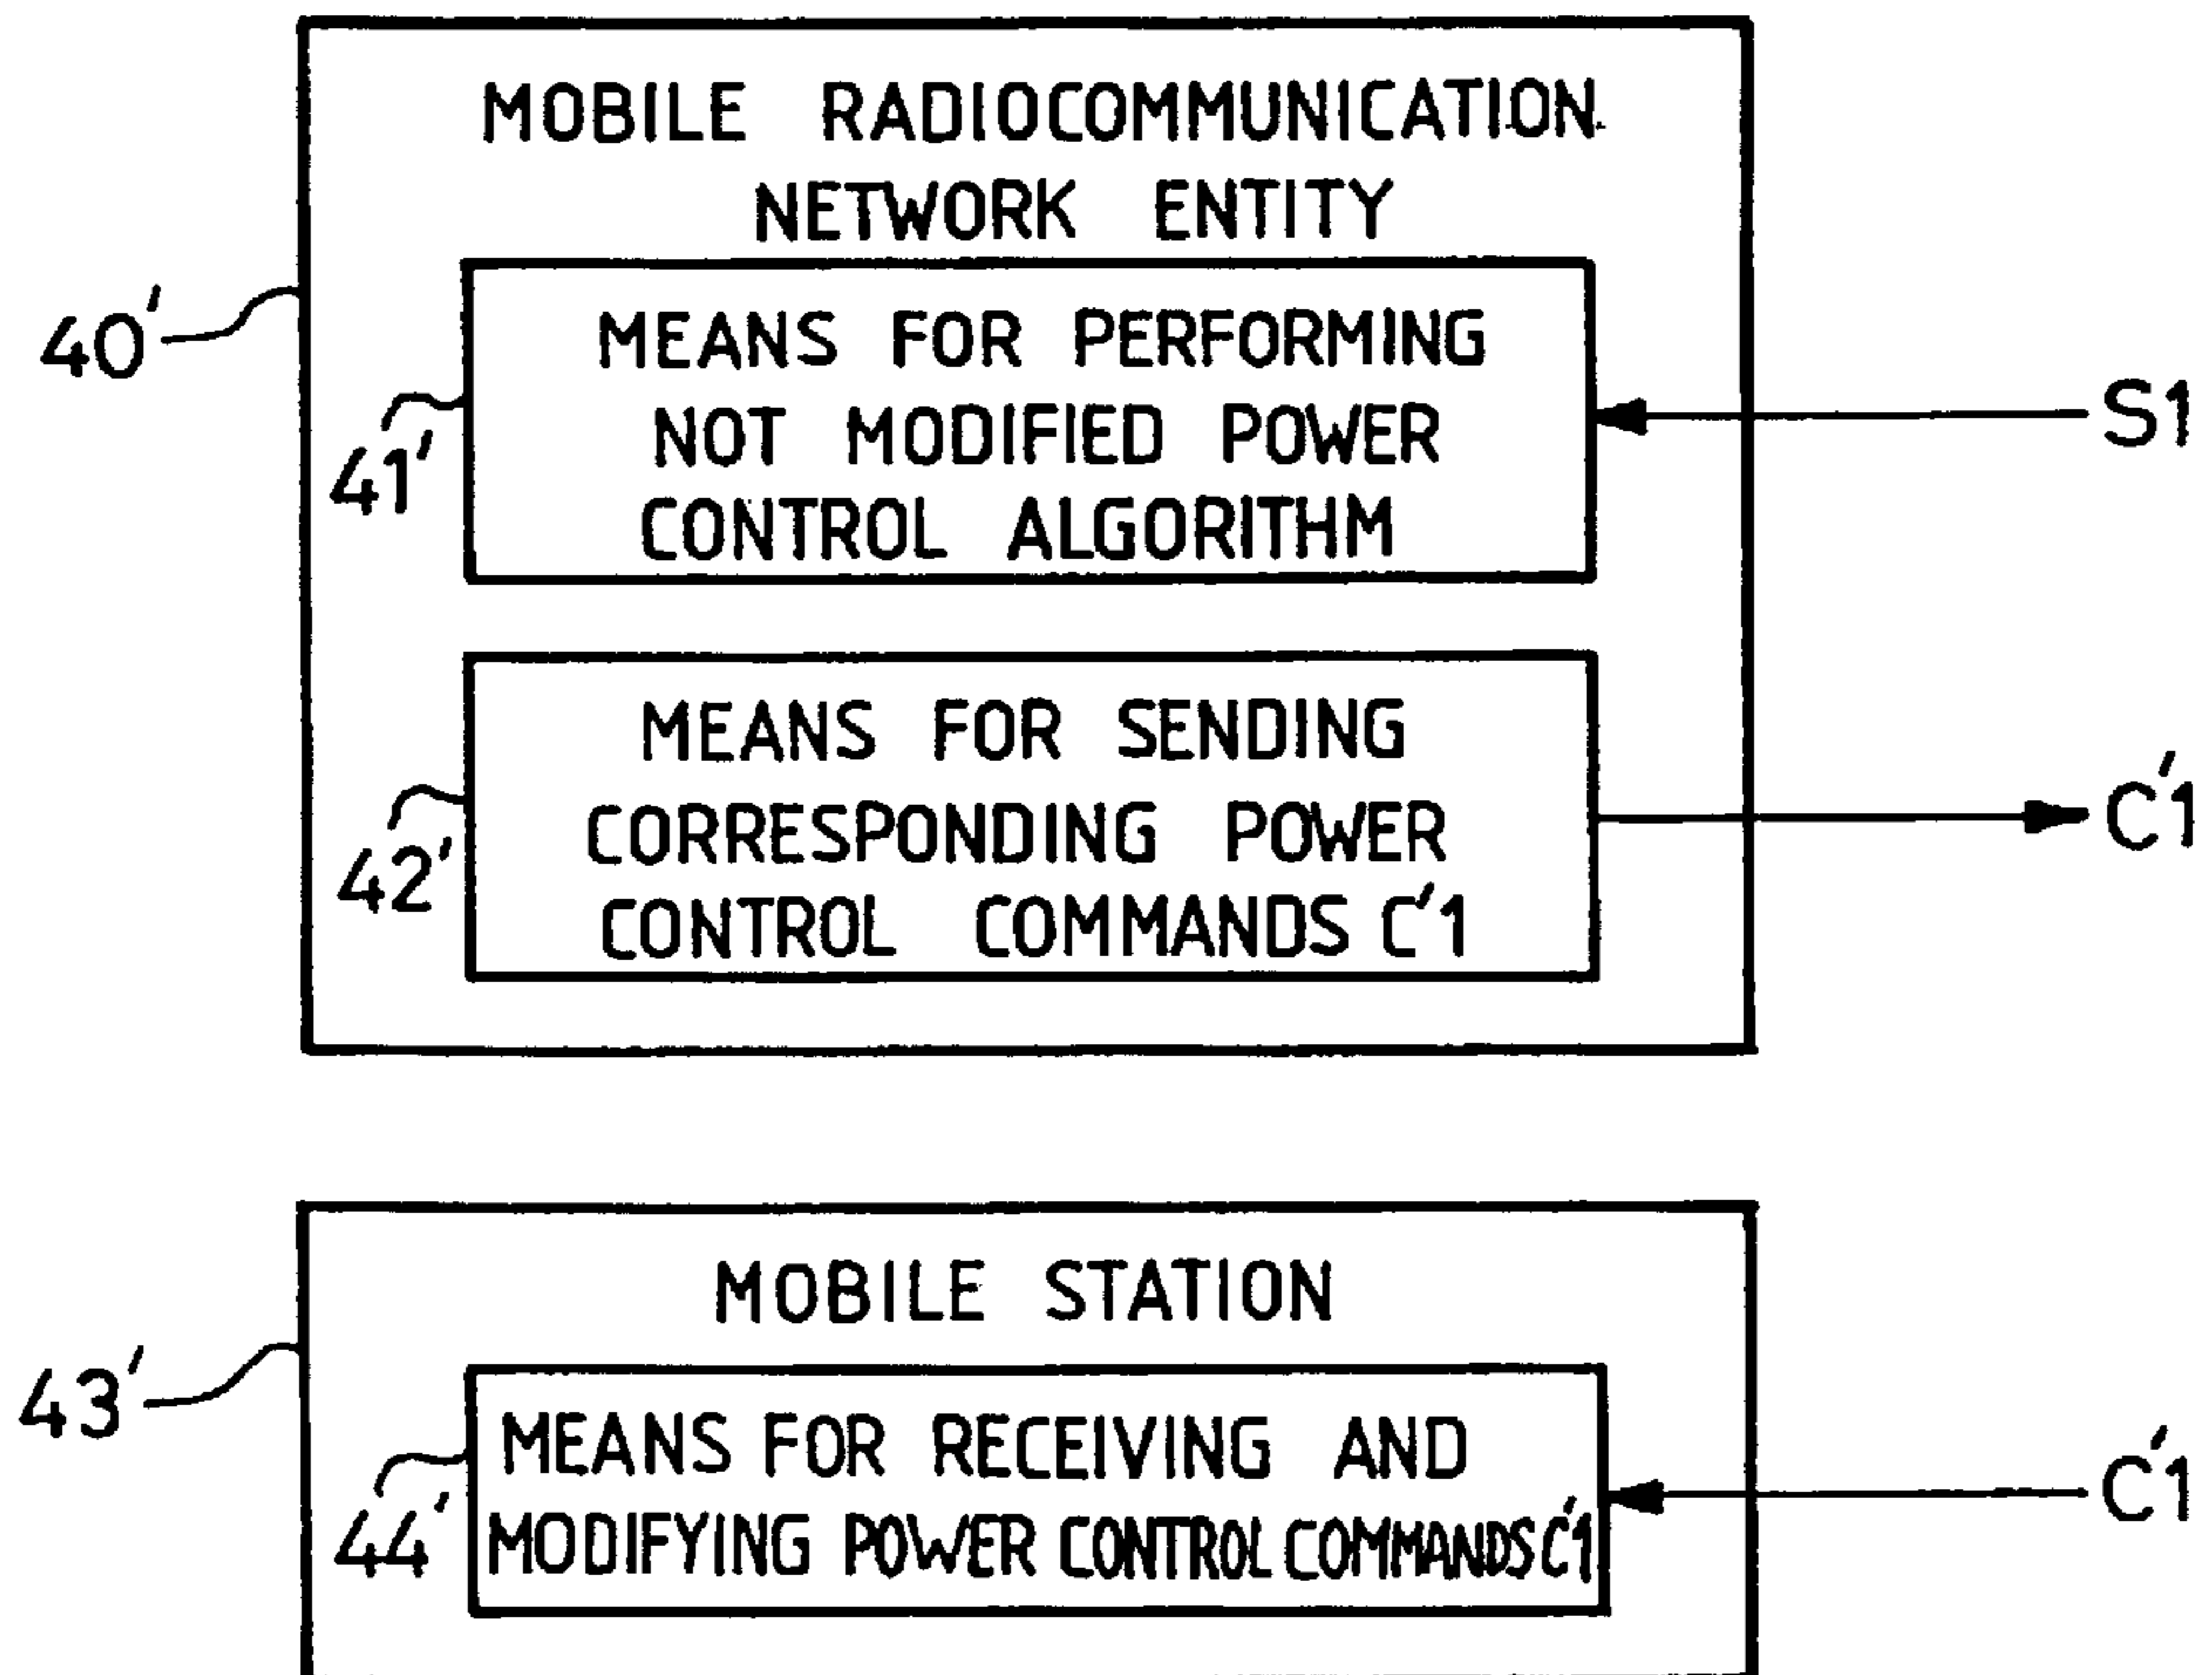 MOBILE RADIOCOMMUNICATION
NETWORK ENTITY
40'
MEANS FOR PERFORMING
NOT MODIFIED POWER
CONTROL ALGORITHM
41'
S1
MEANS FOR SENDING
CORRESPONDING POWER
CONTROL COMMANDS C'1
42'
C'1
MOBILE STATION
43'
MEANS FOR RECEIVING AND
MODIFYING POWER CONTROL COMMANDS C'1
44'
C'1